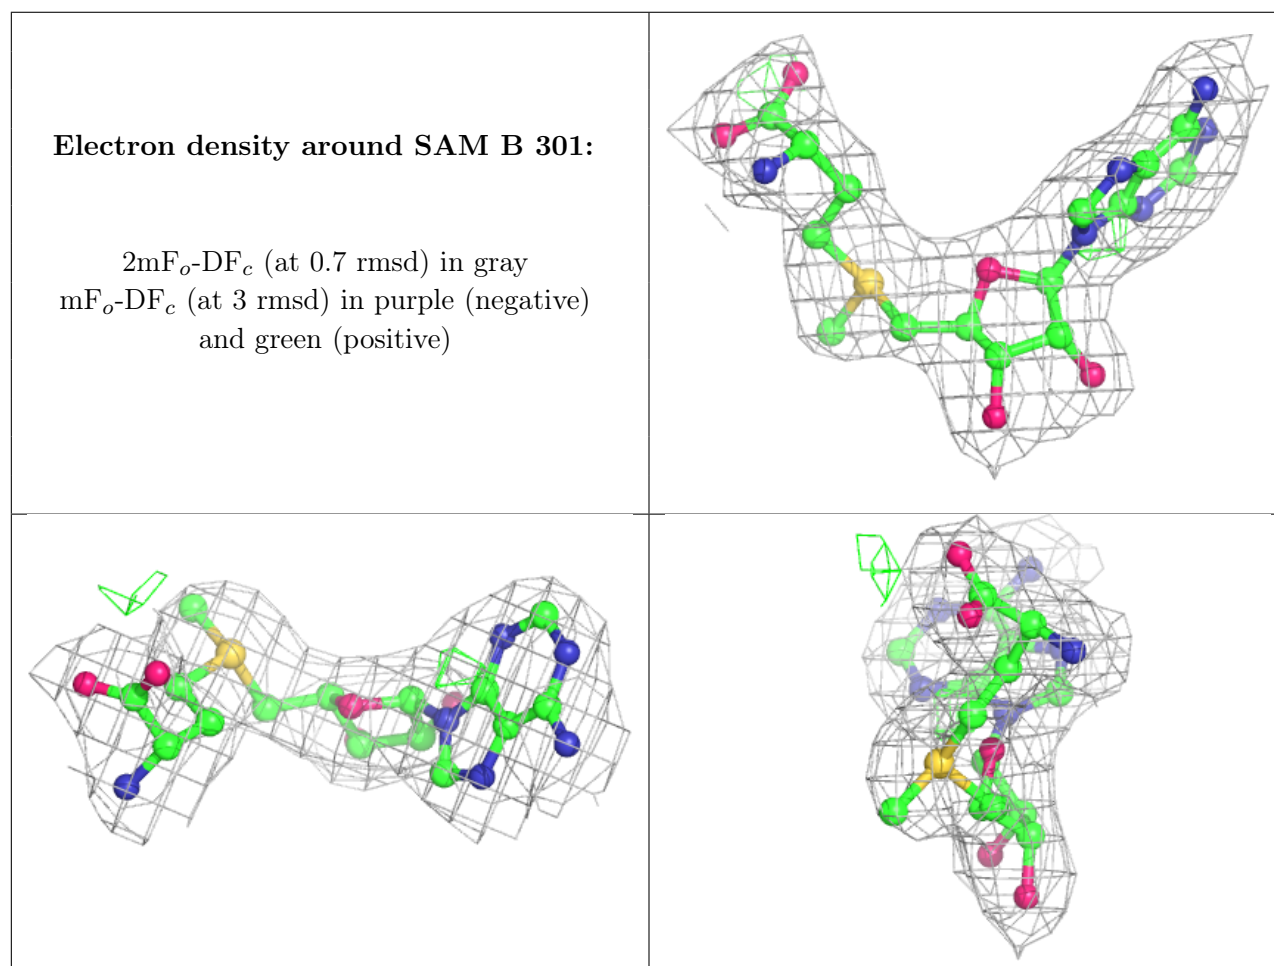 Electron density around SAM B 301:
2mFo-DFc (at 0.7 rmsd) in gray
mFo-DFc (at 3 rmsd) in purple (negative)
and green (positive)